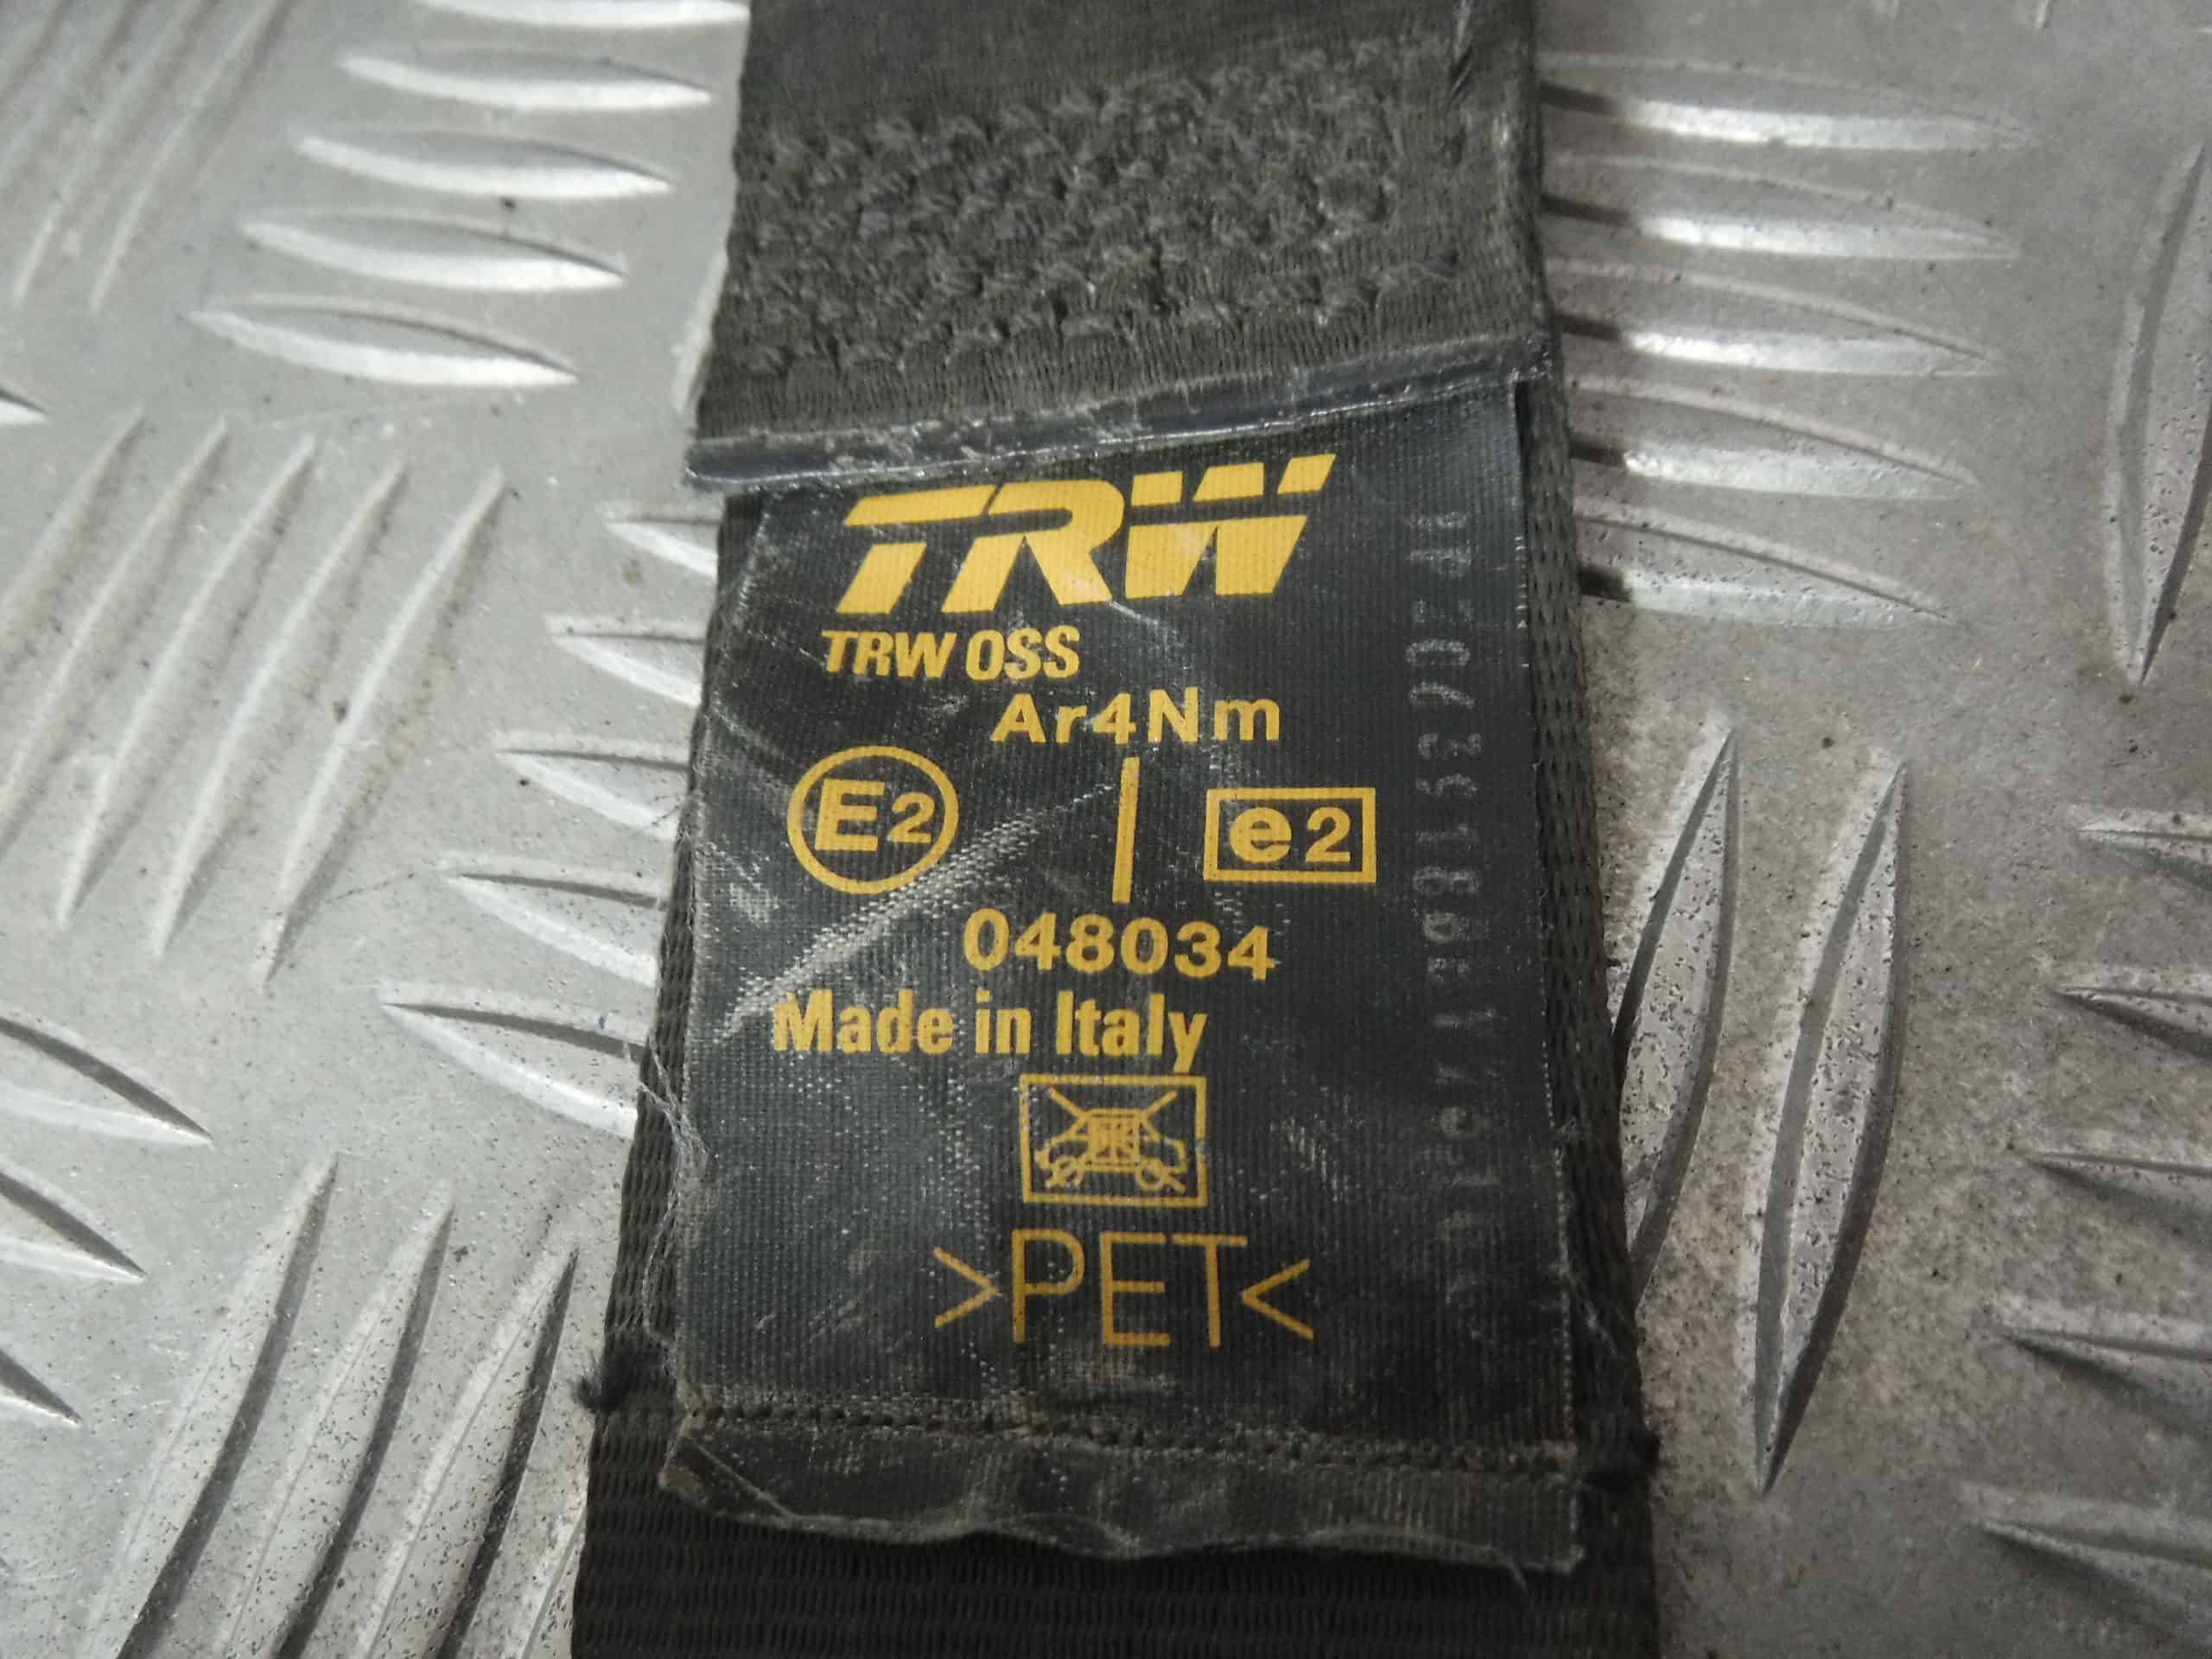 TRW
TRW OSS
Ar4Nm
E2
e2
048034
Made in Italy
>PET<